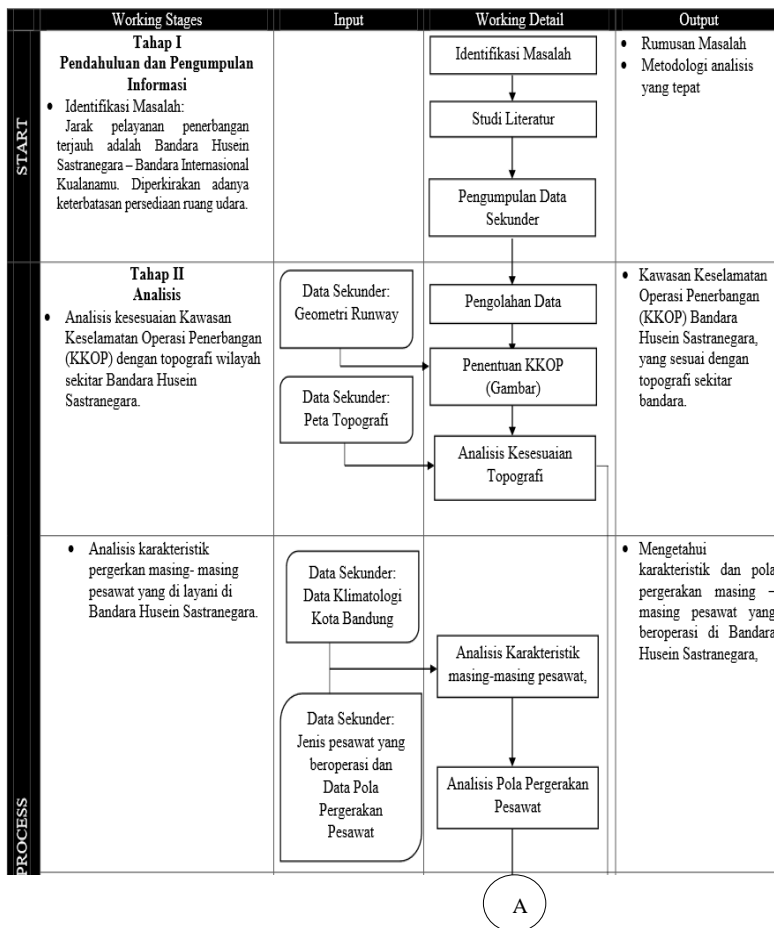 Working Stages
Input
Working Detail
Output
START
Tahap I
Pendahuluan dan Pengumpulan
Informasi
• Identifikasi Masalah:
Jarak pelayanan penerbangan
terjauh adalah Bandara Husein
Sastranegara – Bandara Internasional
Kualanamu. Diperkirakan adanya
keterbatasan persediaan ruang udara.
Identifikasi Masalah
Studi Literatur
Pengumpulan Data
Sekunder
• Rumusan Masalah
• Metodologi analisis
yang tepat
PROCESS
Tahap II
Analisis
• Analisis kesesuaian Kawasan
Keselamatan Operasi Penerbangan
(KKOP) dengan topografi wilayah
sekitar Bandara Husein
Sastranegara.
Data Sekunder:
Geometri Runway
Data Sekunder:
Peta Topografi
Pengolahan Data
Penentuan KKOP
(Gambar)
Analisis Kesesuaian
Topografi
• Kawasan Keselamatan
Operasi Penerbangan
(KKOP) Bandara
Husein Sastranegara,
yang sesuai dengan
topografi sekitar
bandara.
• Analisis karakteristik
pergerkan masing- masing
pesawat yang di layani di
Bandara Husein Sastranegara.
Data Sekunder:
Data Klimatologi
Kota Bandung
Data Sekunder:
Jenis pesawat yang
beroperasi dan
Data Pola
Pergerakan
Pesawat
Analisis Karakteristik
masing-masing pesawat,
Analisis Pola Pergerakan
Pesawat
• Mengetahui
karakteristik dan pola
pergerakan masing –
masing pesawat yang
beroperasi di Bandara
Husein Sastranegara,
A